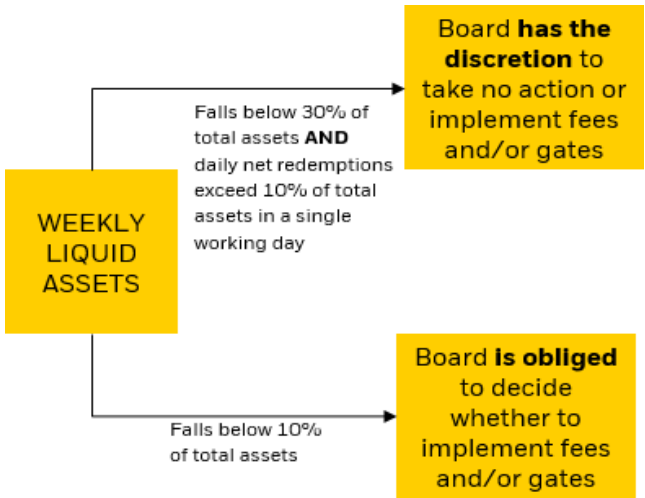 Board has the
discretion to
take no action or
implement fees
and/or gates
Falls below 30% of
total assets AND
daily net redemptions
exceed 10% of total
assets in a single
working day
WEEKLY
LIQUID
ASSETS
Board is obliged
to decide
whether to
implement fees
and/or gates
Falls below 10%
of total assets